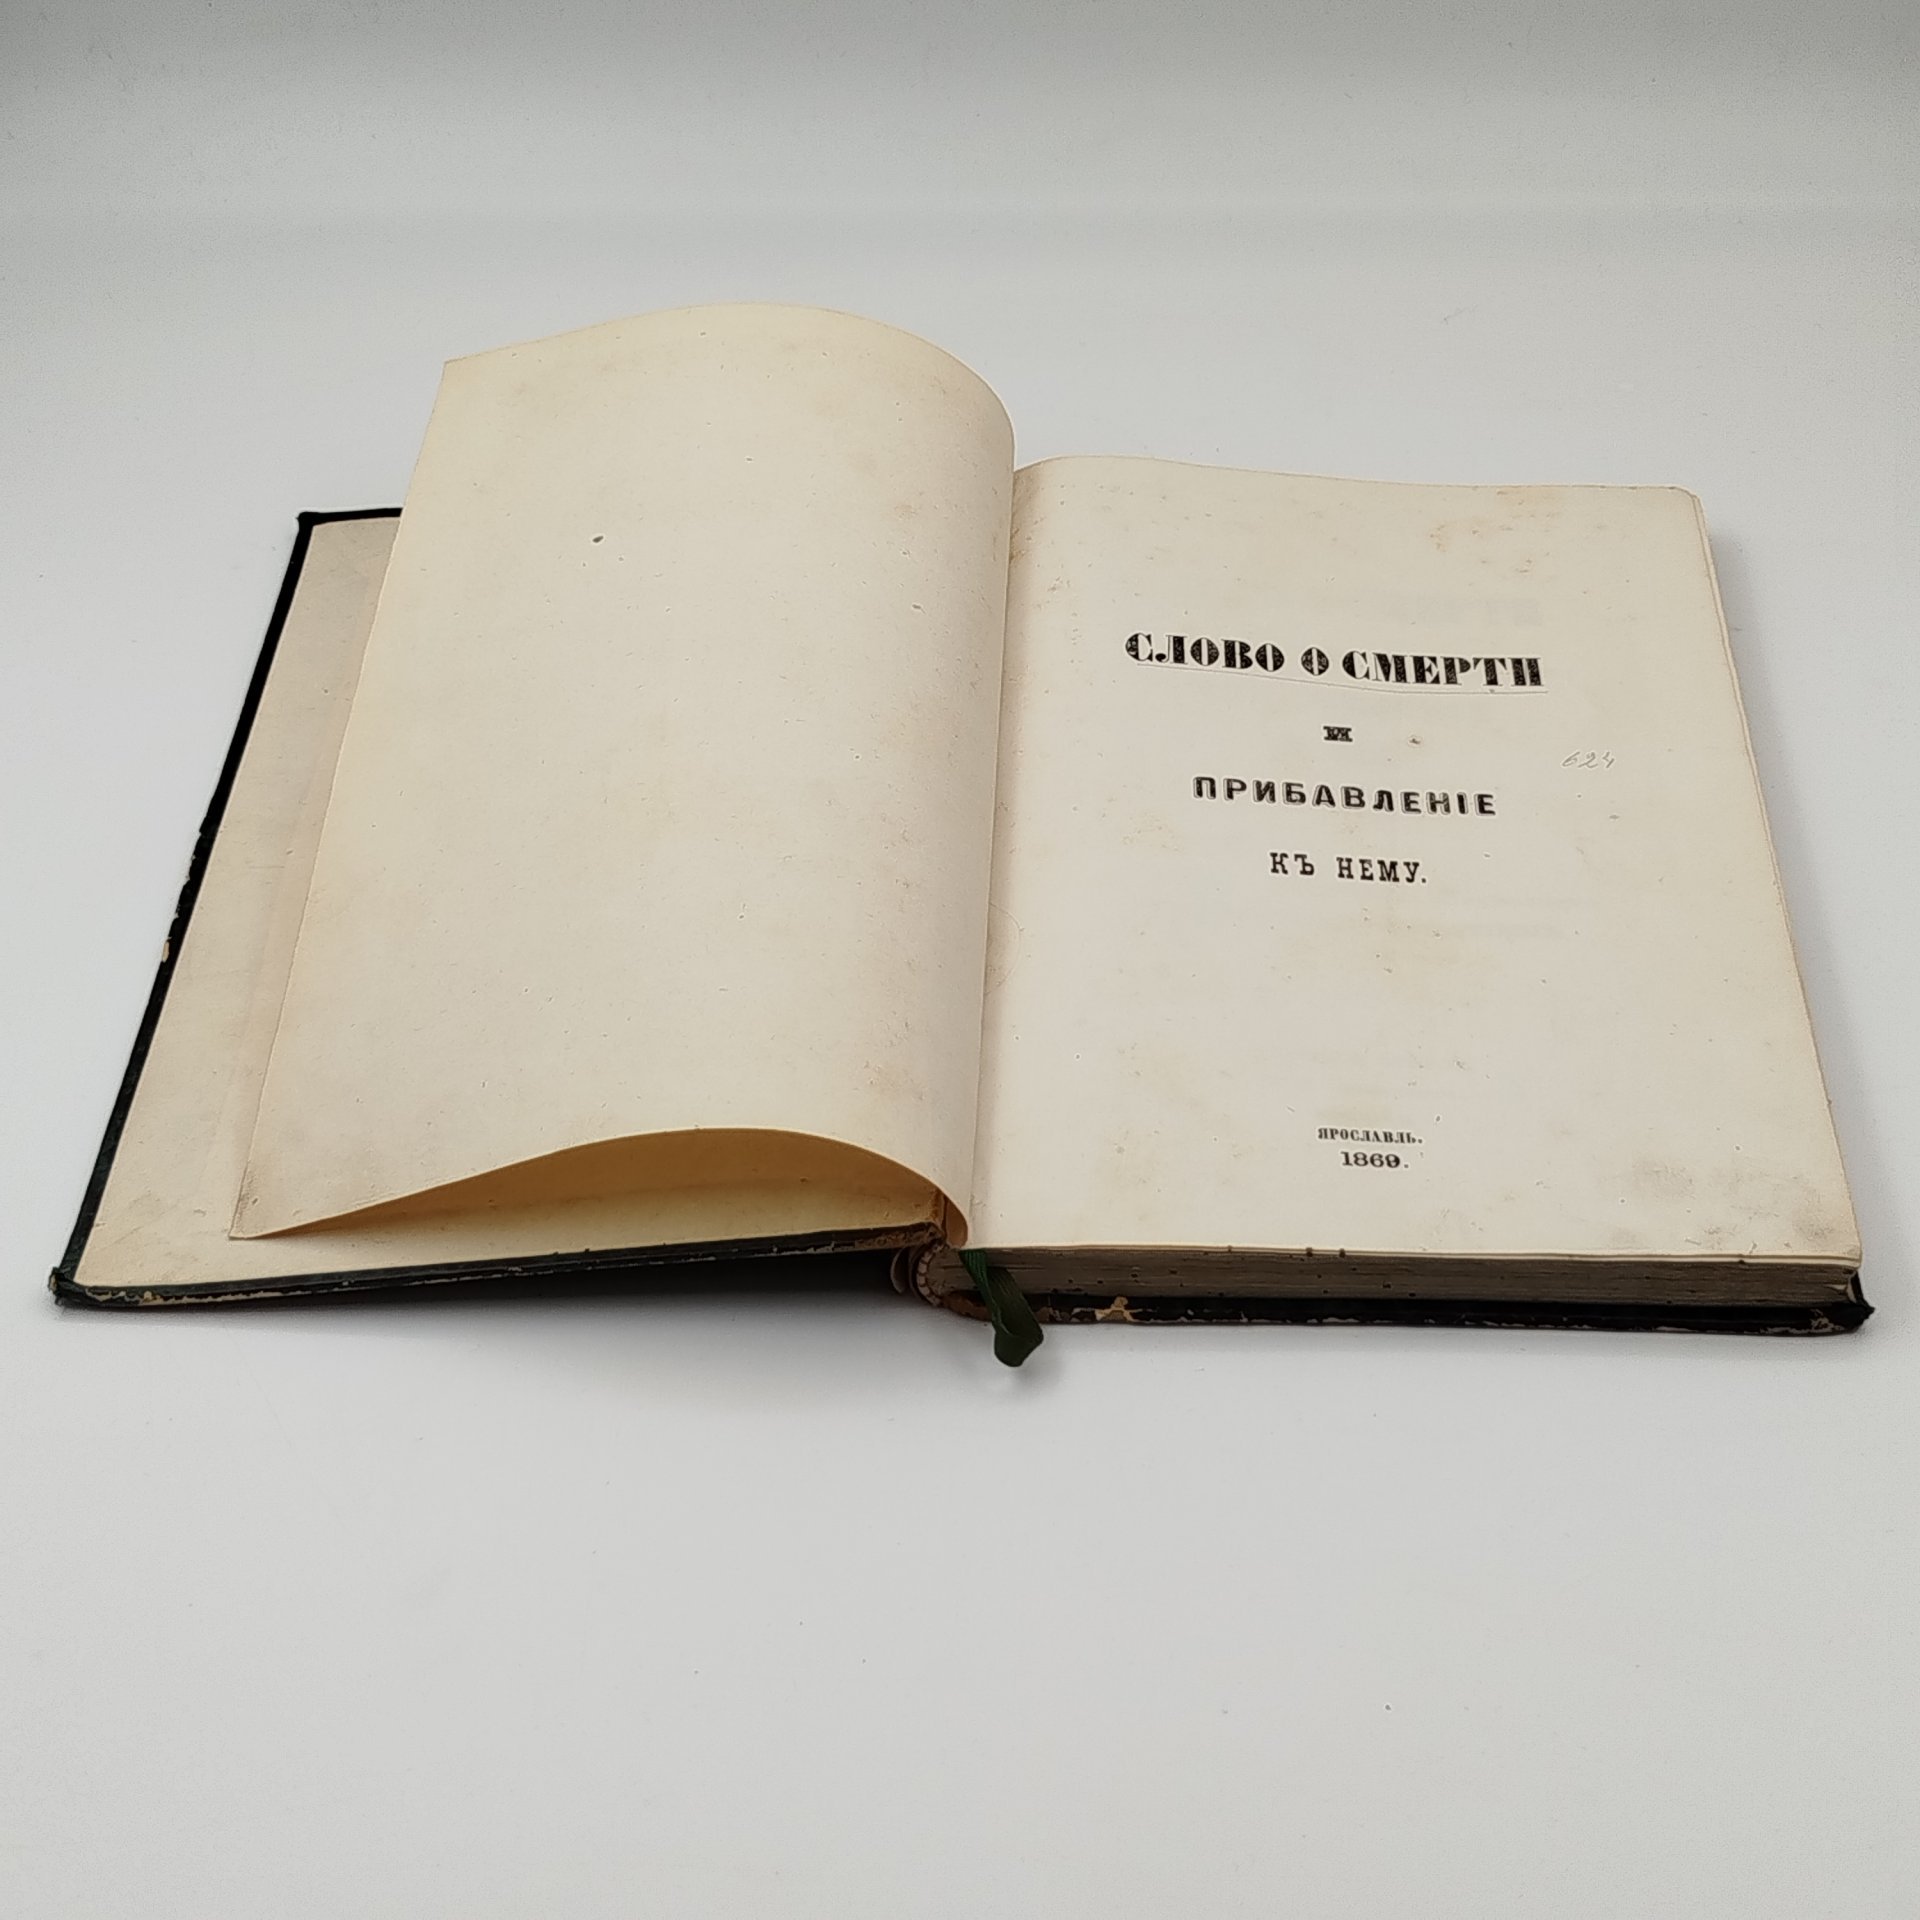 СЛОВО О СМЕРТИ
И
ПРИБАВЛЕНІЕ
КЪ НЕМУ.
624
ЯРОСЛАВЛЬ.
1869.